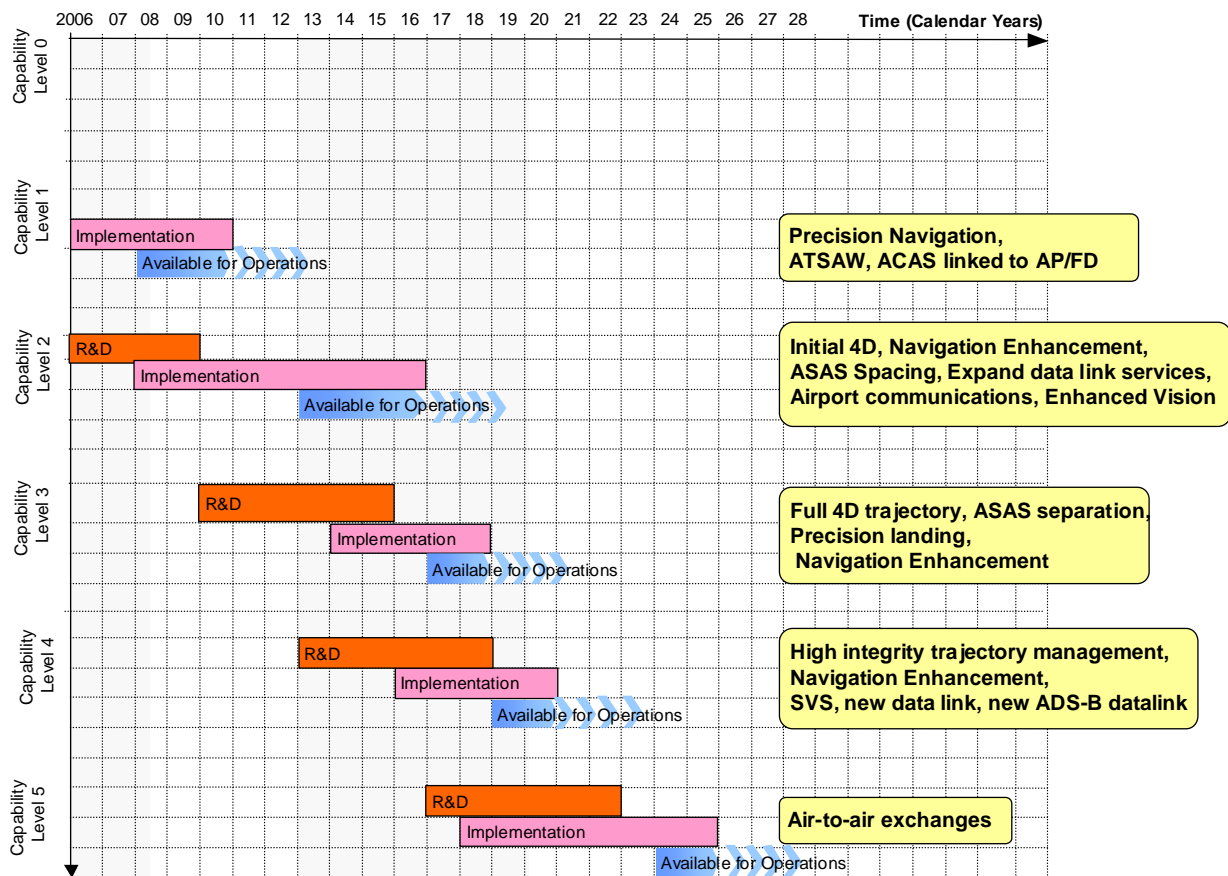 2006 07 08 09 10 11 12 13 14 15 16 17 18 19 20 21 22 23 24 25 26 27 28 Time (Calendar Years)
Capability
Level 0
Capability
Level 1
Implementation
Available for Operations
Precision Navigation,
ATSAW, ACAS linked to AP/FD
Capability
Level 2
R&D
Implementation
Available for Operations
Initial 4D, Navigation Enhancement,
ASAS Spacing, Expand data link services,
Airport communications, Enhanced Vision
Capability
Level 3
R&D
Implementation
Available for Operations
Full 4D trajectory, ASAS separation,
Precision landing,
Navigation Enhancement
Capability
Level 4
R&D
Implementation
Available for Operations
High integrity trajectory management,
Navigation Enhancement,
SVS, new data link, new ADS-B datalink
Capability
Level 5
R&D
Implementation
Available for Operations
Air-to-air exchanges